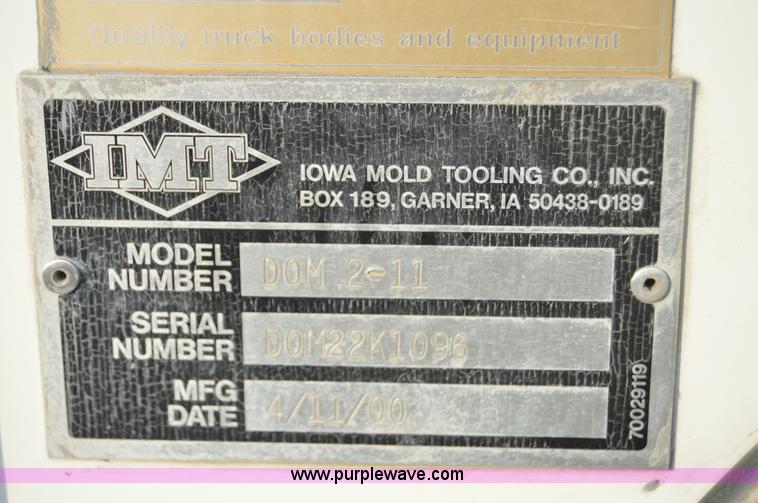 Quality truck bodies and equipment
IMT
IOWA MOLD TOOLING CO., INC.
BOX 189, GARNER, IA 50438-0189
MODEL NUMBER DOM 2-11
SERIAL NUMBER DOM22K1096
MFG DATE 4/11/00
70029119
www.purplewave.com